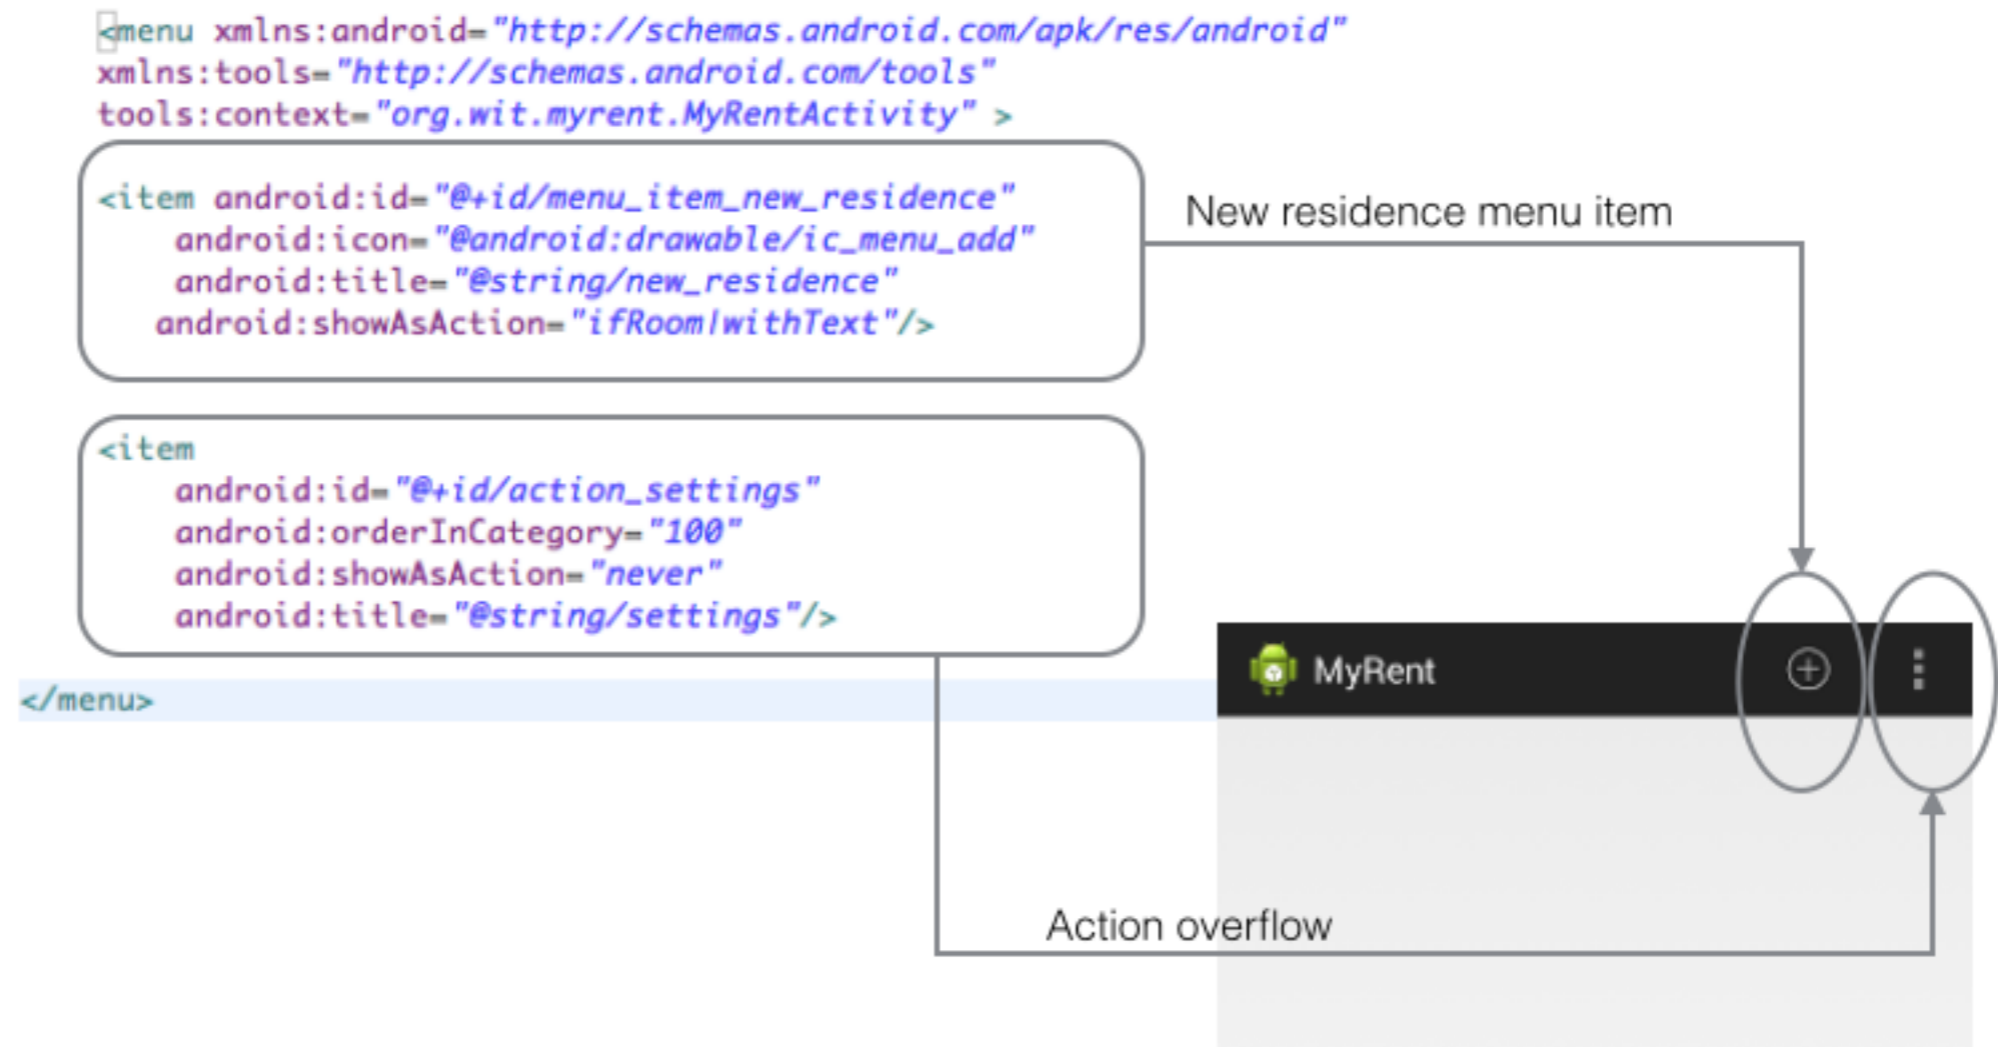 <menu xmlns:android="http://schemas.android.com/apk/res/android"
xmlns:tools="http://schemas.android.com/tools"
tools:context="org.wit.myrent.MyRentActivity" >
<item android:id="@+id/menu_item_new_residence"
android:icon="@android:drawable/ic_menu_add"
android:title="@string/new_residence"
android:showAsAction="ifRoom|withText"/>
New residence menu item
<item
android:id="@+id/action_settings"
android:orderInCategory="100"
android:showAsAction="never"
android:title="@string/settings"/>
</menu>
MyRent
Action overflow